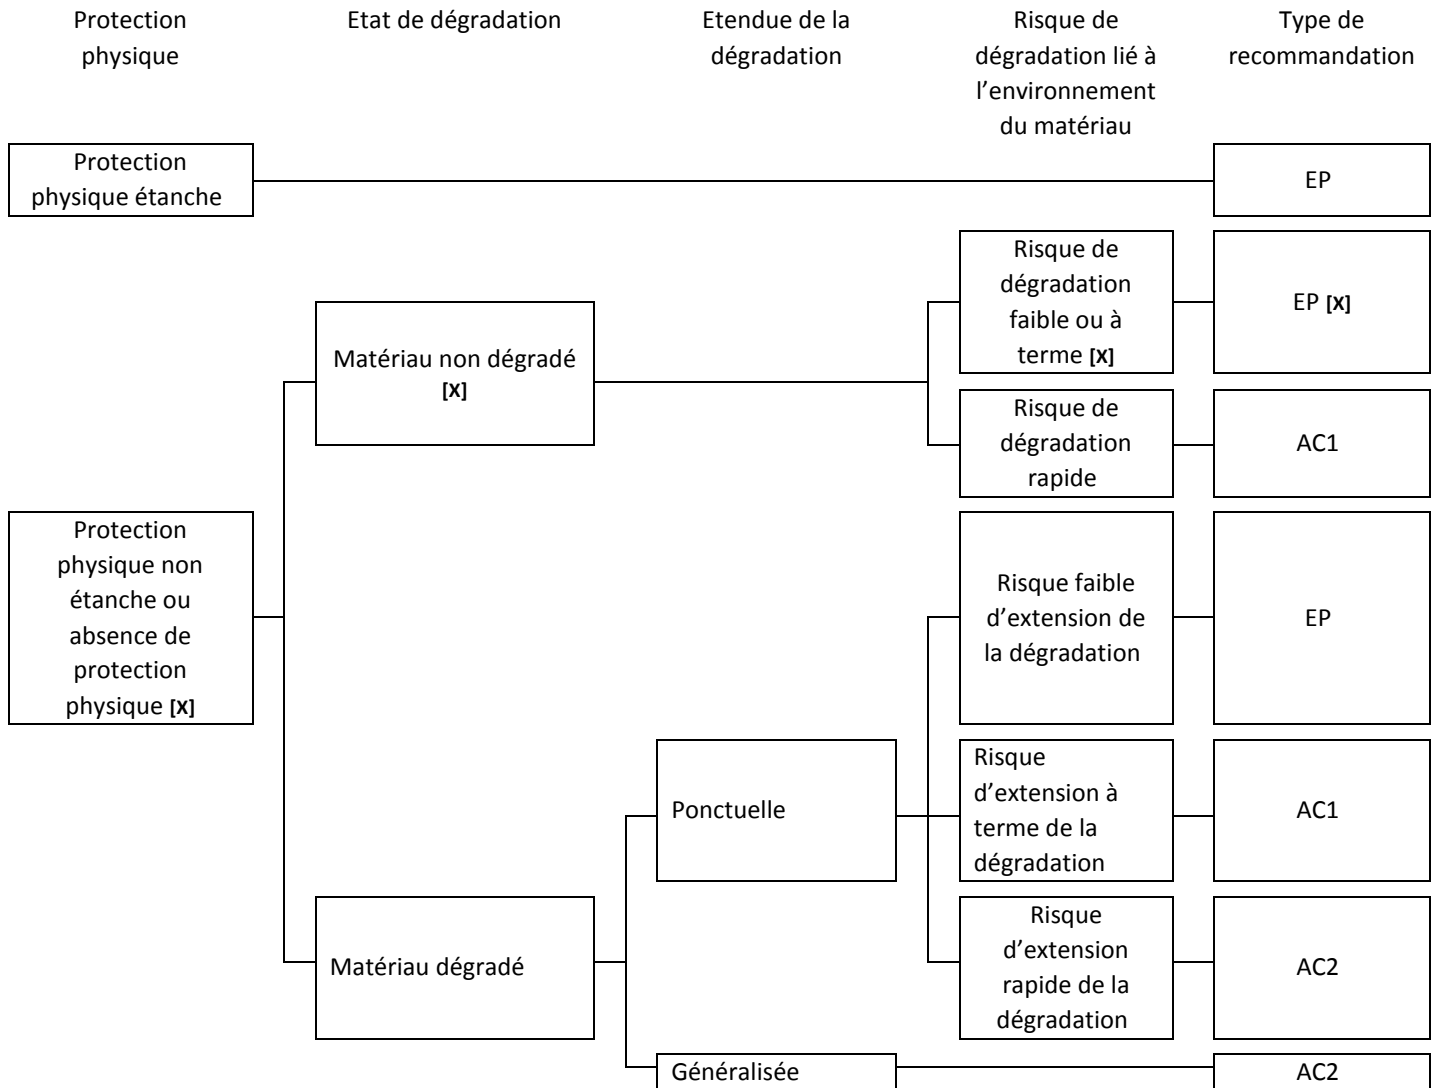 Protection
physique
Etat de dégradation
Etendue de la
dégradation
Risque de
dégradation lié à
l’environnement
du matériau
Type de
recommandation
Protection
physique étanche
EP
Risque de
dégradation
faible ou à
terme [X]
EP [X]
Matériau non dégradé
[X]
Risque de
dégradation
rapide
AC1
Protection
physique non
étanche ou
absence de
protection
physique [X]
Risque faible
d’extension de
la dégradation
EP
Ponctuelle
Risque
d’extension à
terme de la
dégradation
AC1
Matériau dégradé
Risque
d’extension
rapide de la
dégradation
AC2
Généralisée
AC2